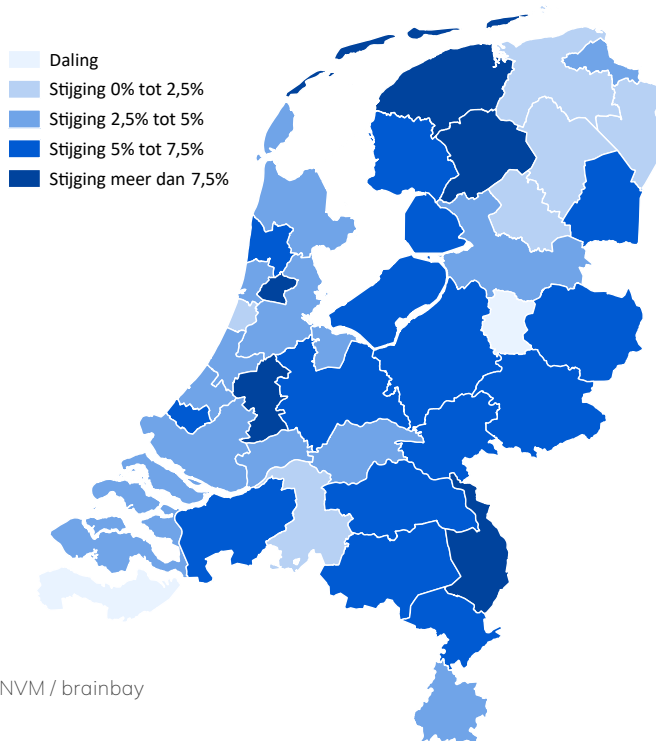 Daling
Stijging 0% tot 2,5%
Stijging 2,5% tot 5%
Stijging 5% tot 7,5%
Stijging meer dan 7,5%
NVM / brainbay